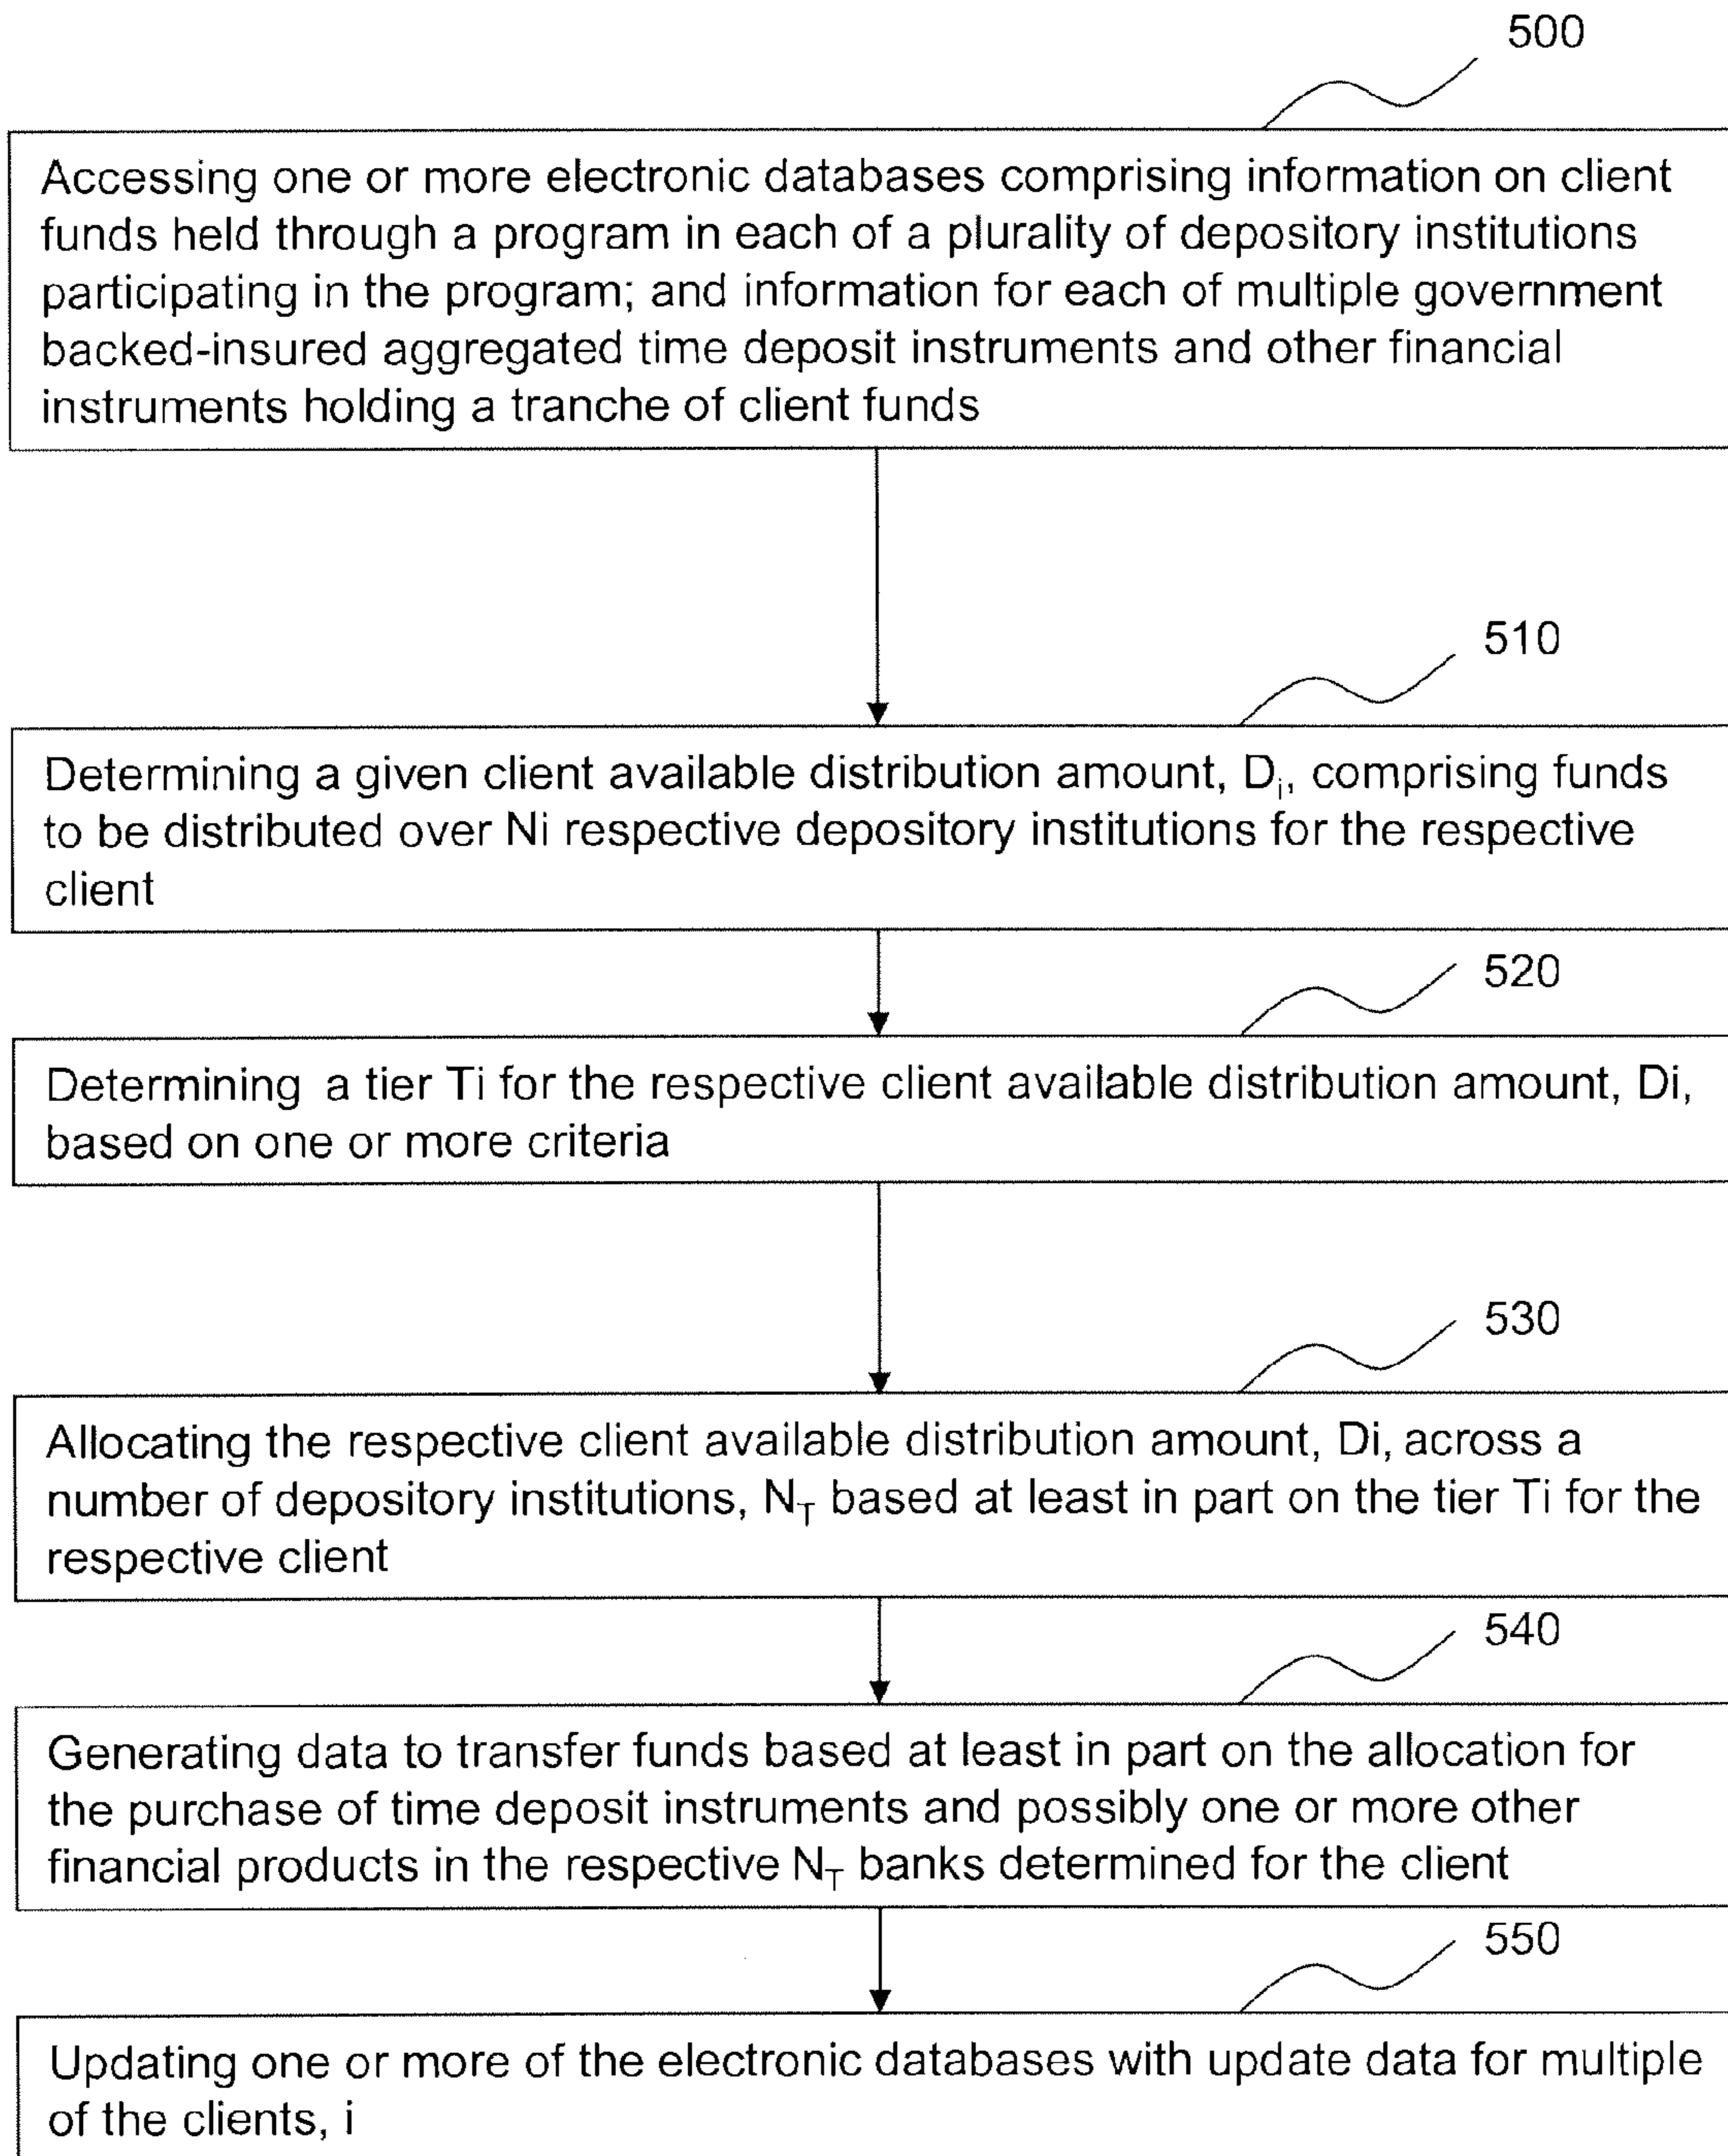 500
Accessing one or more electronic databases comprising information on client
funds held through a program in each of a plurality of depository institutions
participating in the program; and information for each of multiple government
backed-insured aggregated time deposit instruments and other financial
instruments holding a tranche of client funds
510
Determining a given client available distribution amount, Di, comprising funds
to be distributed over Ni respective depository institutions for the respective
client
520
Determining a tier Ti for the respective client available distribution amount, Di,
based on one or more criteria
530
Allocating the respective client available distribution amount, Di, across a
number of depository institutions, NT based at least in part on the tier Ti for the
respective client
540
Generating data to transfer funds based at least in part on the allocation for
the purchase of time deposit instruments and possibly one or more other
financial products in the respective NT banks determined for the client
550
Updating one or more of the electronic databases with update data for multiple
of the clients, i